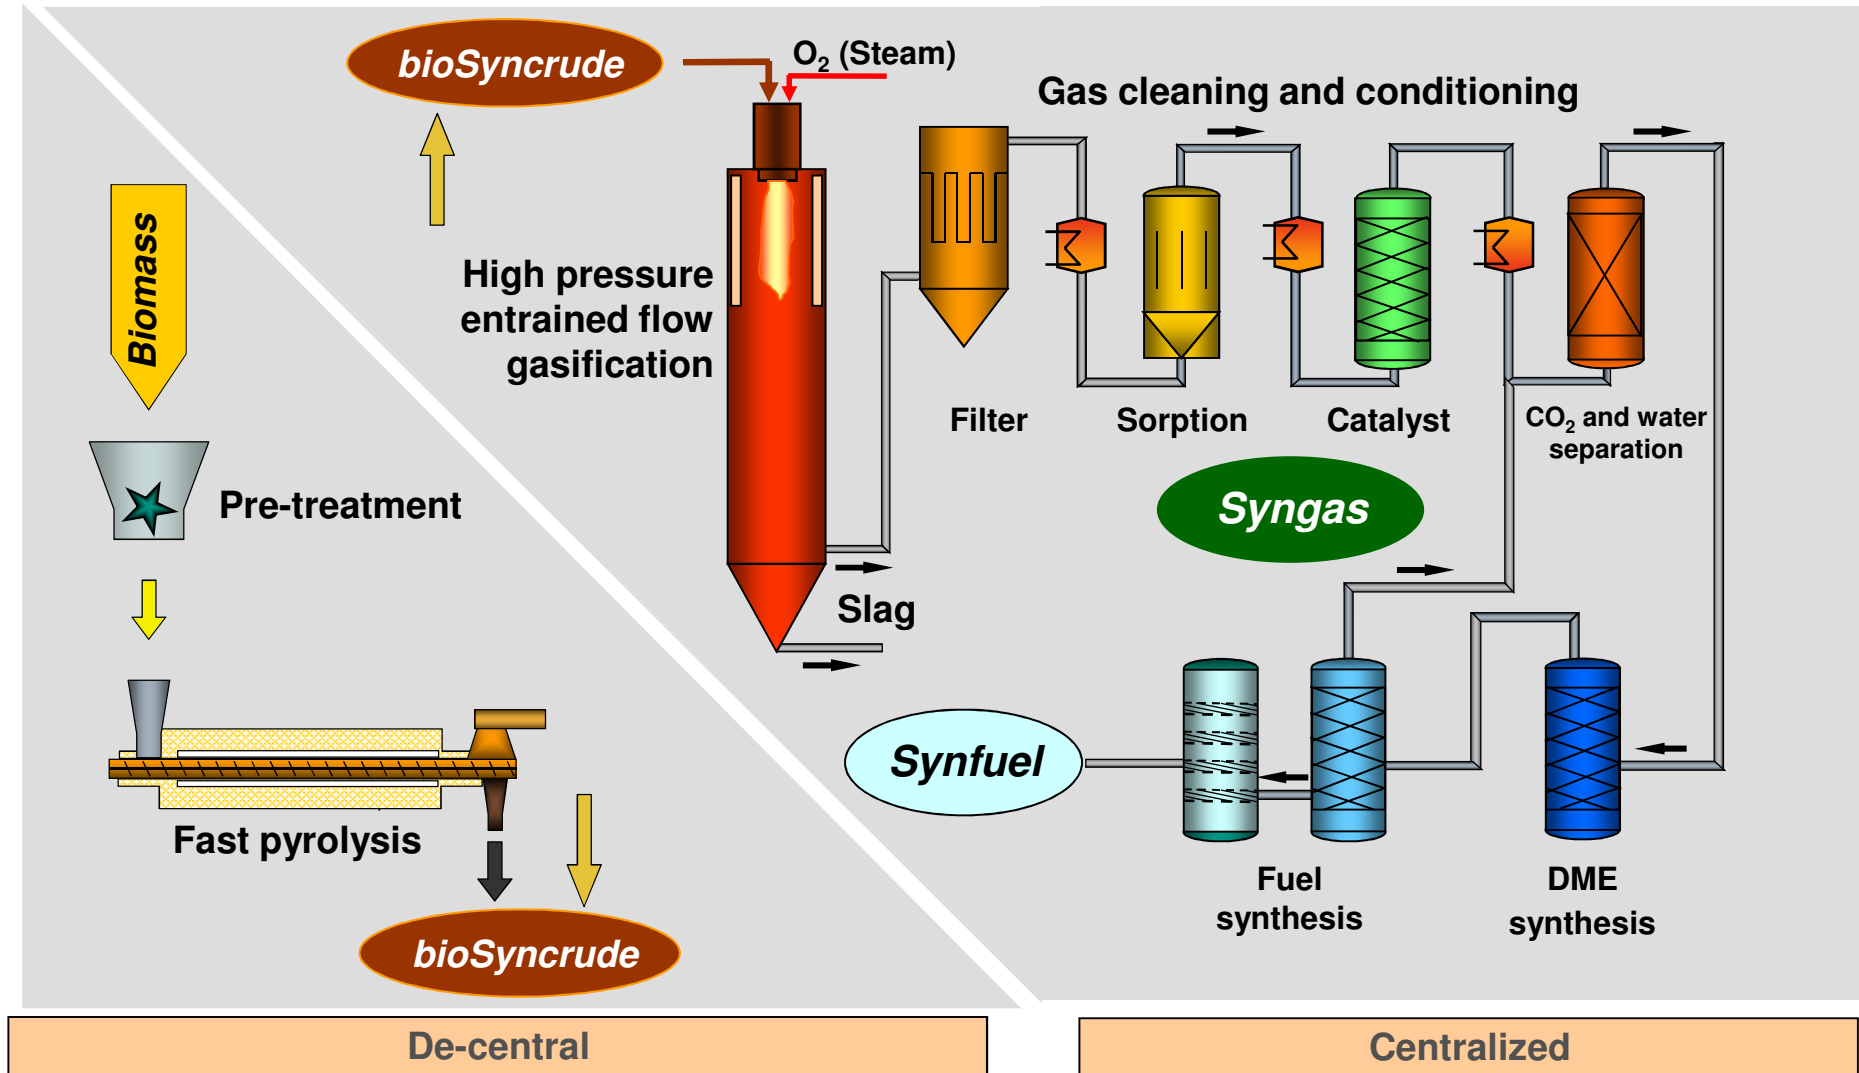 bioSyncrude
O₂ (Steam)
Gas cleaning and conditioning
Biomass
High pressure
entrained flow
gasification
Filter
Sorption
Catalyst
CO₂ and water
separation
Pre-treatment
Syngas
Slag
Synfuel
Fast pyrolysis
Fuel
synthesis
DME
synthesis
bioSyncrude
De-central
Centralized